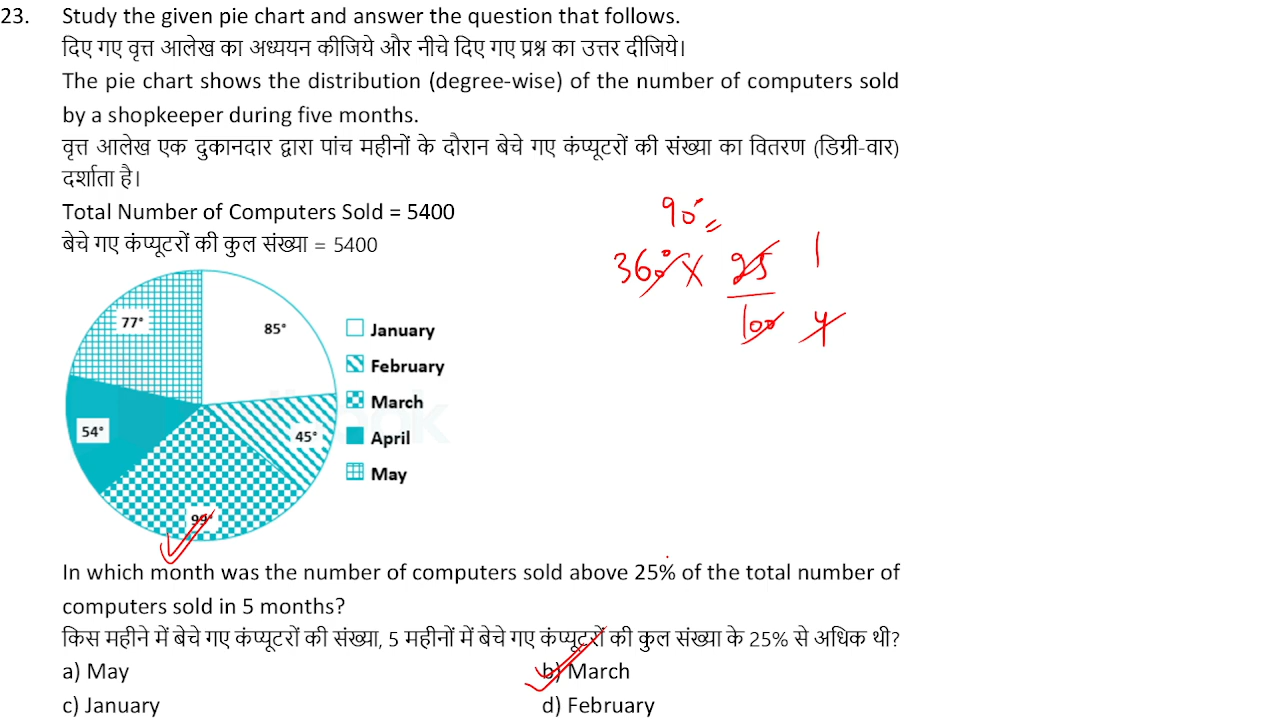 23. Study the given pie chart and answer the question that follows.
दिए गए वृत्त आलेख का अध्ययन कीजिये और नीचे दिए गए प्रश्न का उत्तर दीजिये।
The pie chart shows the distribution (degree-wise) of the number of computers sold
by a shopkeeper during five months.
वृत्त आलेख एक दुकानदार द्वारा पांच महीनों के दौरान बेचे गए कंप्यूटरों की संख्या का वितरण (डिग्री-वार)
दर्शाता है।
Total Number of Computers Sold = 5400
बेचे गए कंप्यूटरों की कुल संख्या = 5400
90°
360° X 25 1
100 4
77°
85°
54°
45°
99°
January
February
March
April
May
In which month was the number of computers sold above 25% of the total number of
computers sold in 5 months?
किस महीने में बेचे गए कंप्यूटरों की संख्या, 5 महीनों में बेचे गए कंप्यूटरों की कुल संख्या के 25% से अधिक थी?
a) May b) March
c) January d) February